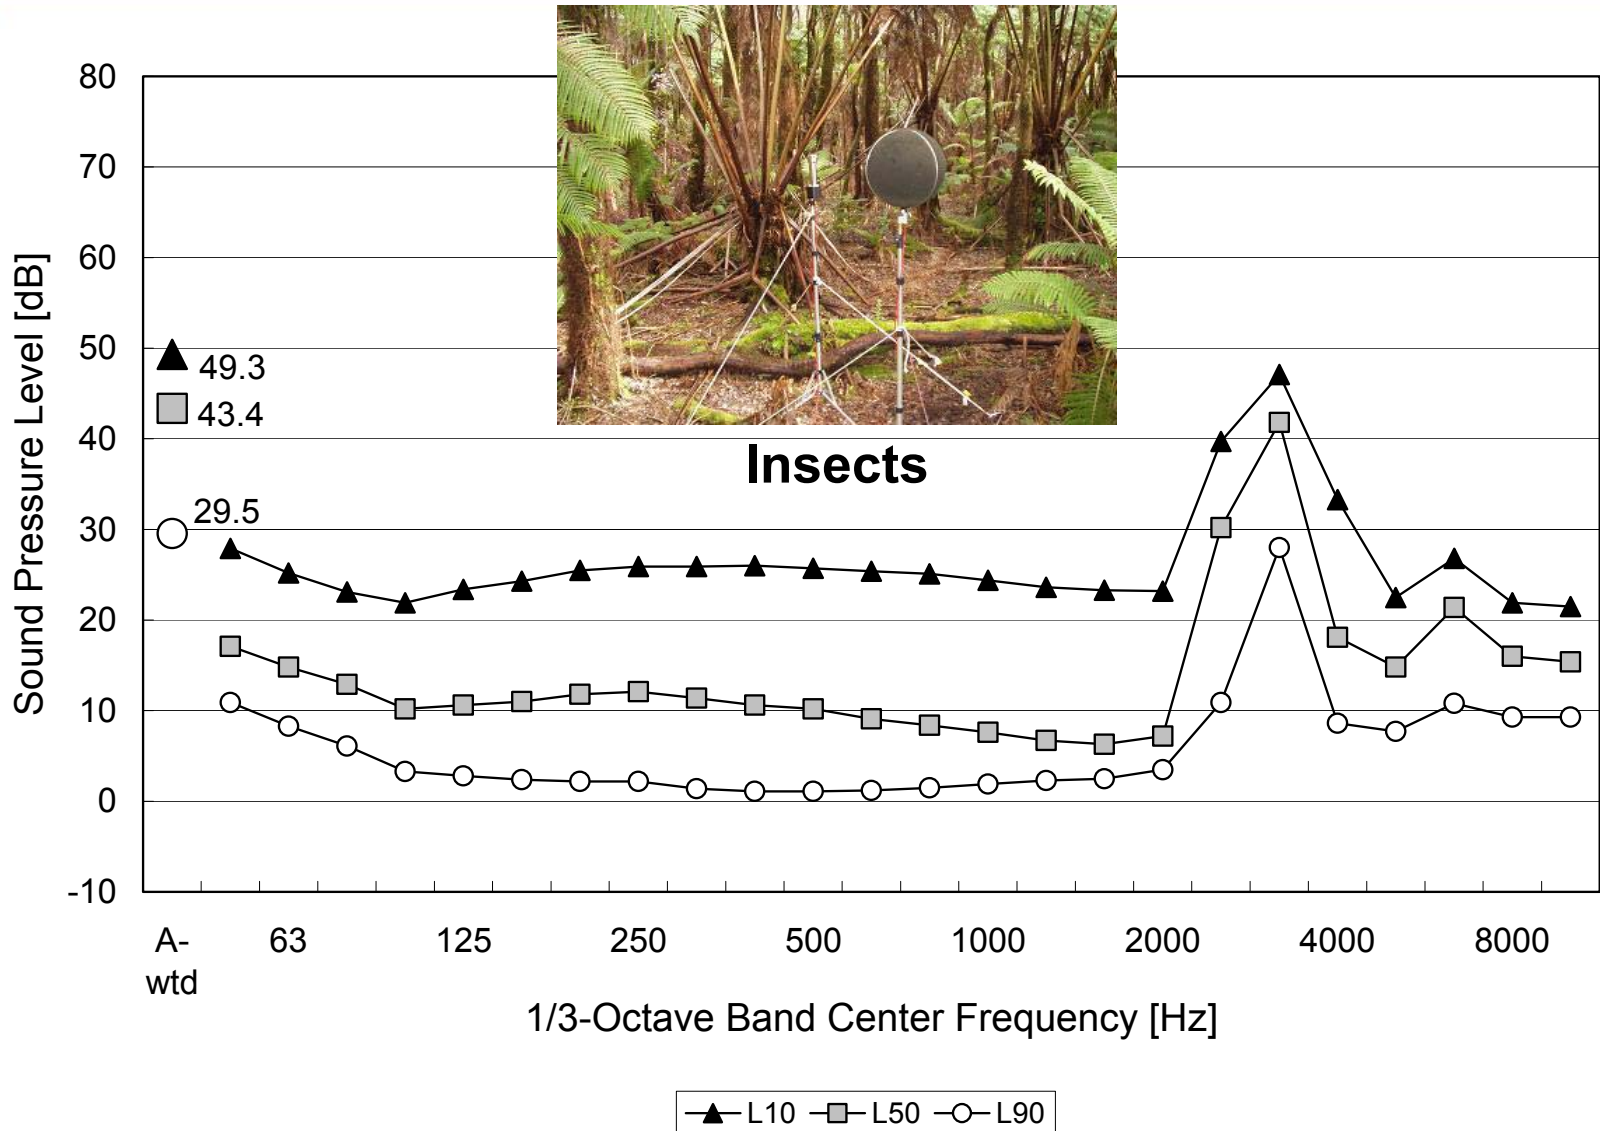 80
70
60
50
40
30
20
10
0
-10
Sound Pressure Level [dB]
49.3
43.4
29.5
Insects
A-wtd 63 125 250 500 1000 2000 4000 8000
1/3-Octave Band Center Frequency [Hz]
L10 L50 L90